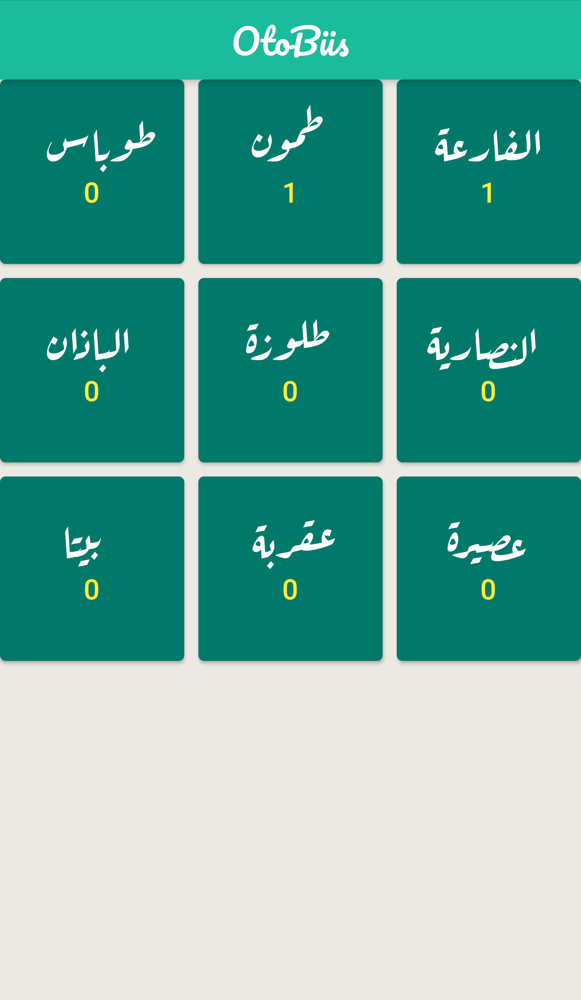 OtoBüs
طوباس
0
طمون
1
الفارعة
1
الباذان
0
طلوزة
0
النصارية
0
بيتا
0
عقربة
0
عصيرة
0